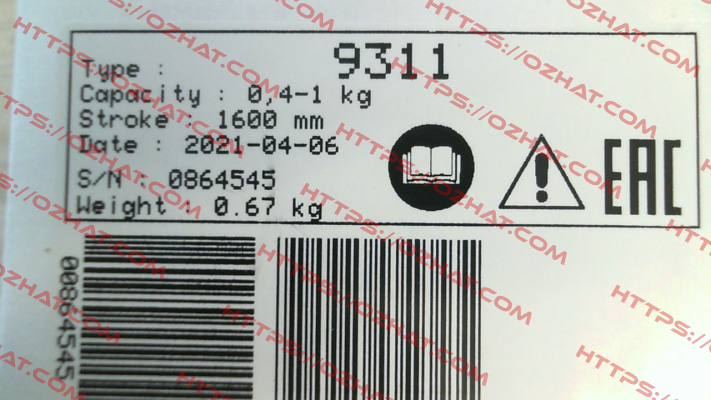 Type : 9311
Capacity : 0,4-1 kg
Stroke : 1600 mm
Date : 2021-04-06
S/N : 0864545
Weight : 0.67 kg
EAC
00864545
HTTPS://OZHAT.COM